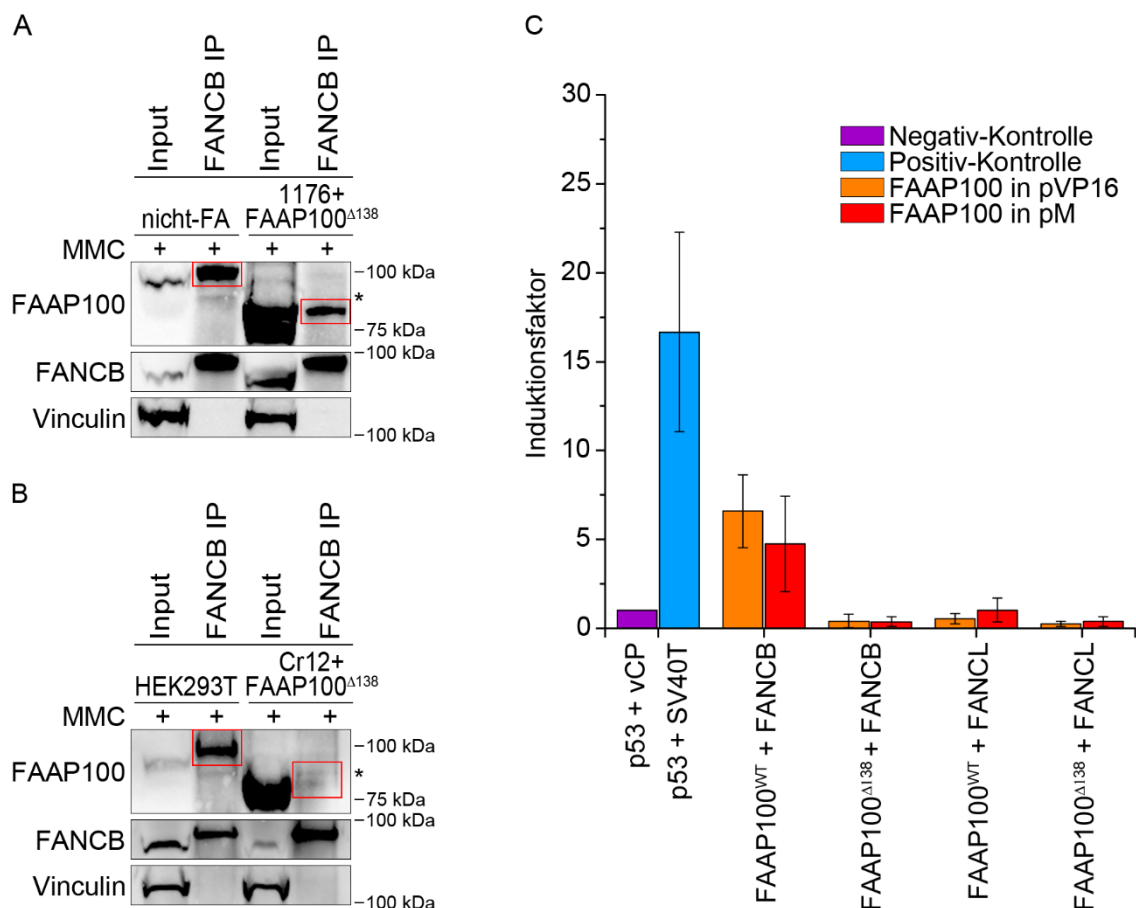 A
Input
FANCB IP
Input
FANCB IP
nicht-FA
1176+
FAAP100Δ138
MMC + + + +
FAAP100
–100 kDa
*
–75 kDa
FANCB
–100 kDa
Vinculin
–100 kDa
B
Input
FANCB IP
Input
FANCB IP
HEK293T
Cr12+
FAAP100Δ138
MMC + + + +
FAAP100
–100 kDa
*
–75 kDa
FANCB
–100 kDa
Vinculin
–100 kDa
C
Induktionsfaktor
30
25
20
15
10
5
0
Negativ-Kontrolle
Positiv-Kontrolle
FAAP100 in pVP16
FAAP100 in pM
p53 + vCP
p53 + SV40T
FAAP100WT + FANCB
FAAP100Δ138 + FANCB
FAAP100WT + FANCL
FAAP100Δ138 + FANCL